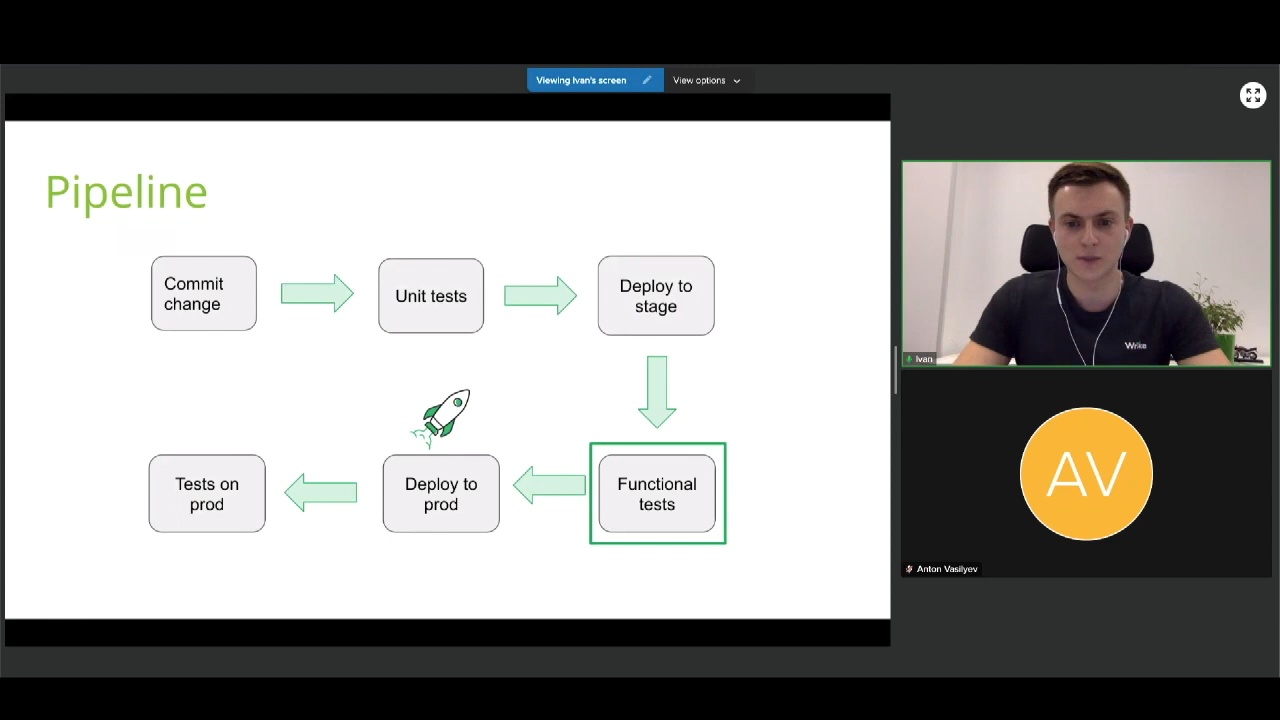 Viewing Ivan's screen
View options
Pipeline
Commit
change
Unit tests
Deploy to
stage
Tests on
prod
Deploy to
prod
Functional
tests
Wrike
Ivan
AV
Anton Vasilyev